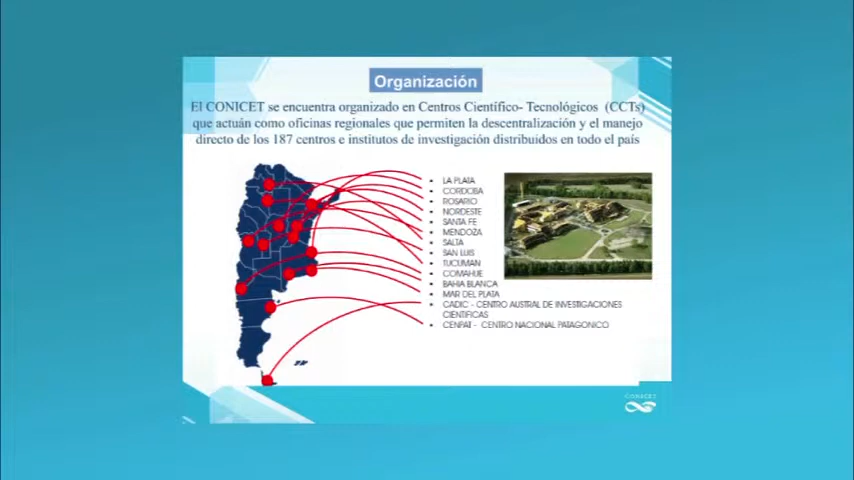 Organización
El CONICET se encuentra organizado en Centros Científico- Tecnológicos (CCTs)
que actuán como oficinas regionales que permiten la descentralización y el manejo
directo de los 187 centros e institutos de investigación distribuidos en todo el país
• LA PLATA
• CORDOBA
• ROSARIO
• NORDESTE
• SANTA FE
• MENDOZA
• SALTA
• SAN LUIS
• TUCUMAN
• COMAHUE
• BAHIA BLANCA
• MAR DEL PLATA
• CADIC - CENTRO AUSTRAL DE INVESTIGACIONES
CIENTIFICAS
• CENPAT - CENTRO NACIONAL PATAGONICO
CONICET